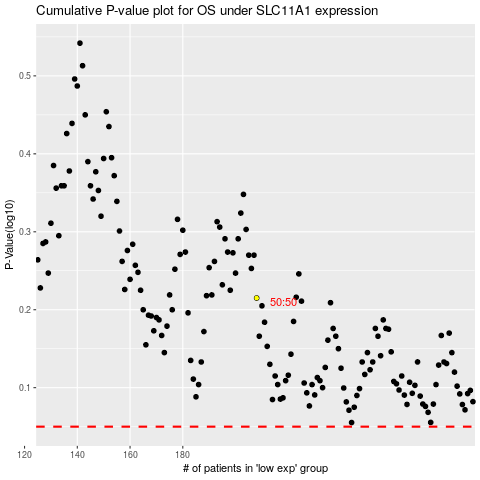 Cumulative P-value plot for OS under SLC11A1 expression
P-Value(log10)
0.5
0.4
0.3
0.2
0.1
50:50
120 140 160 180
# of patients in 'low exp' group